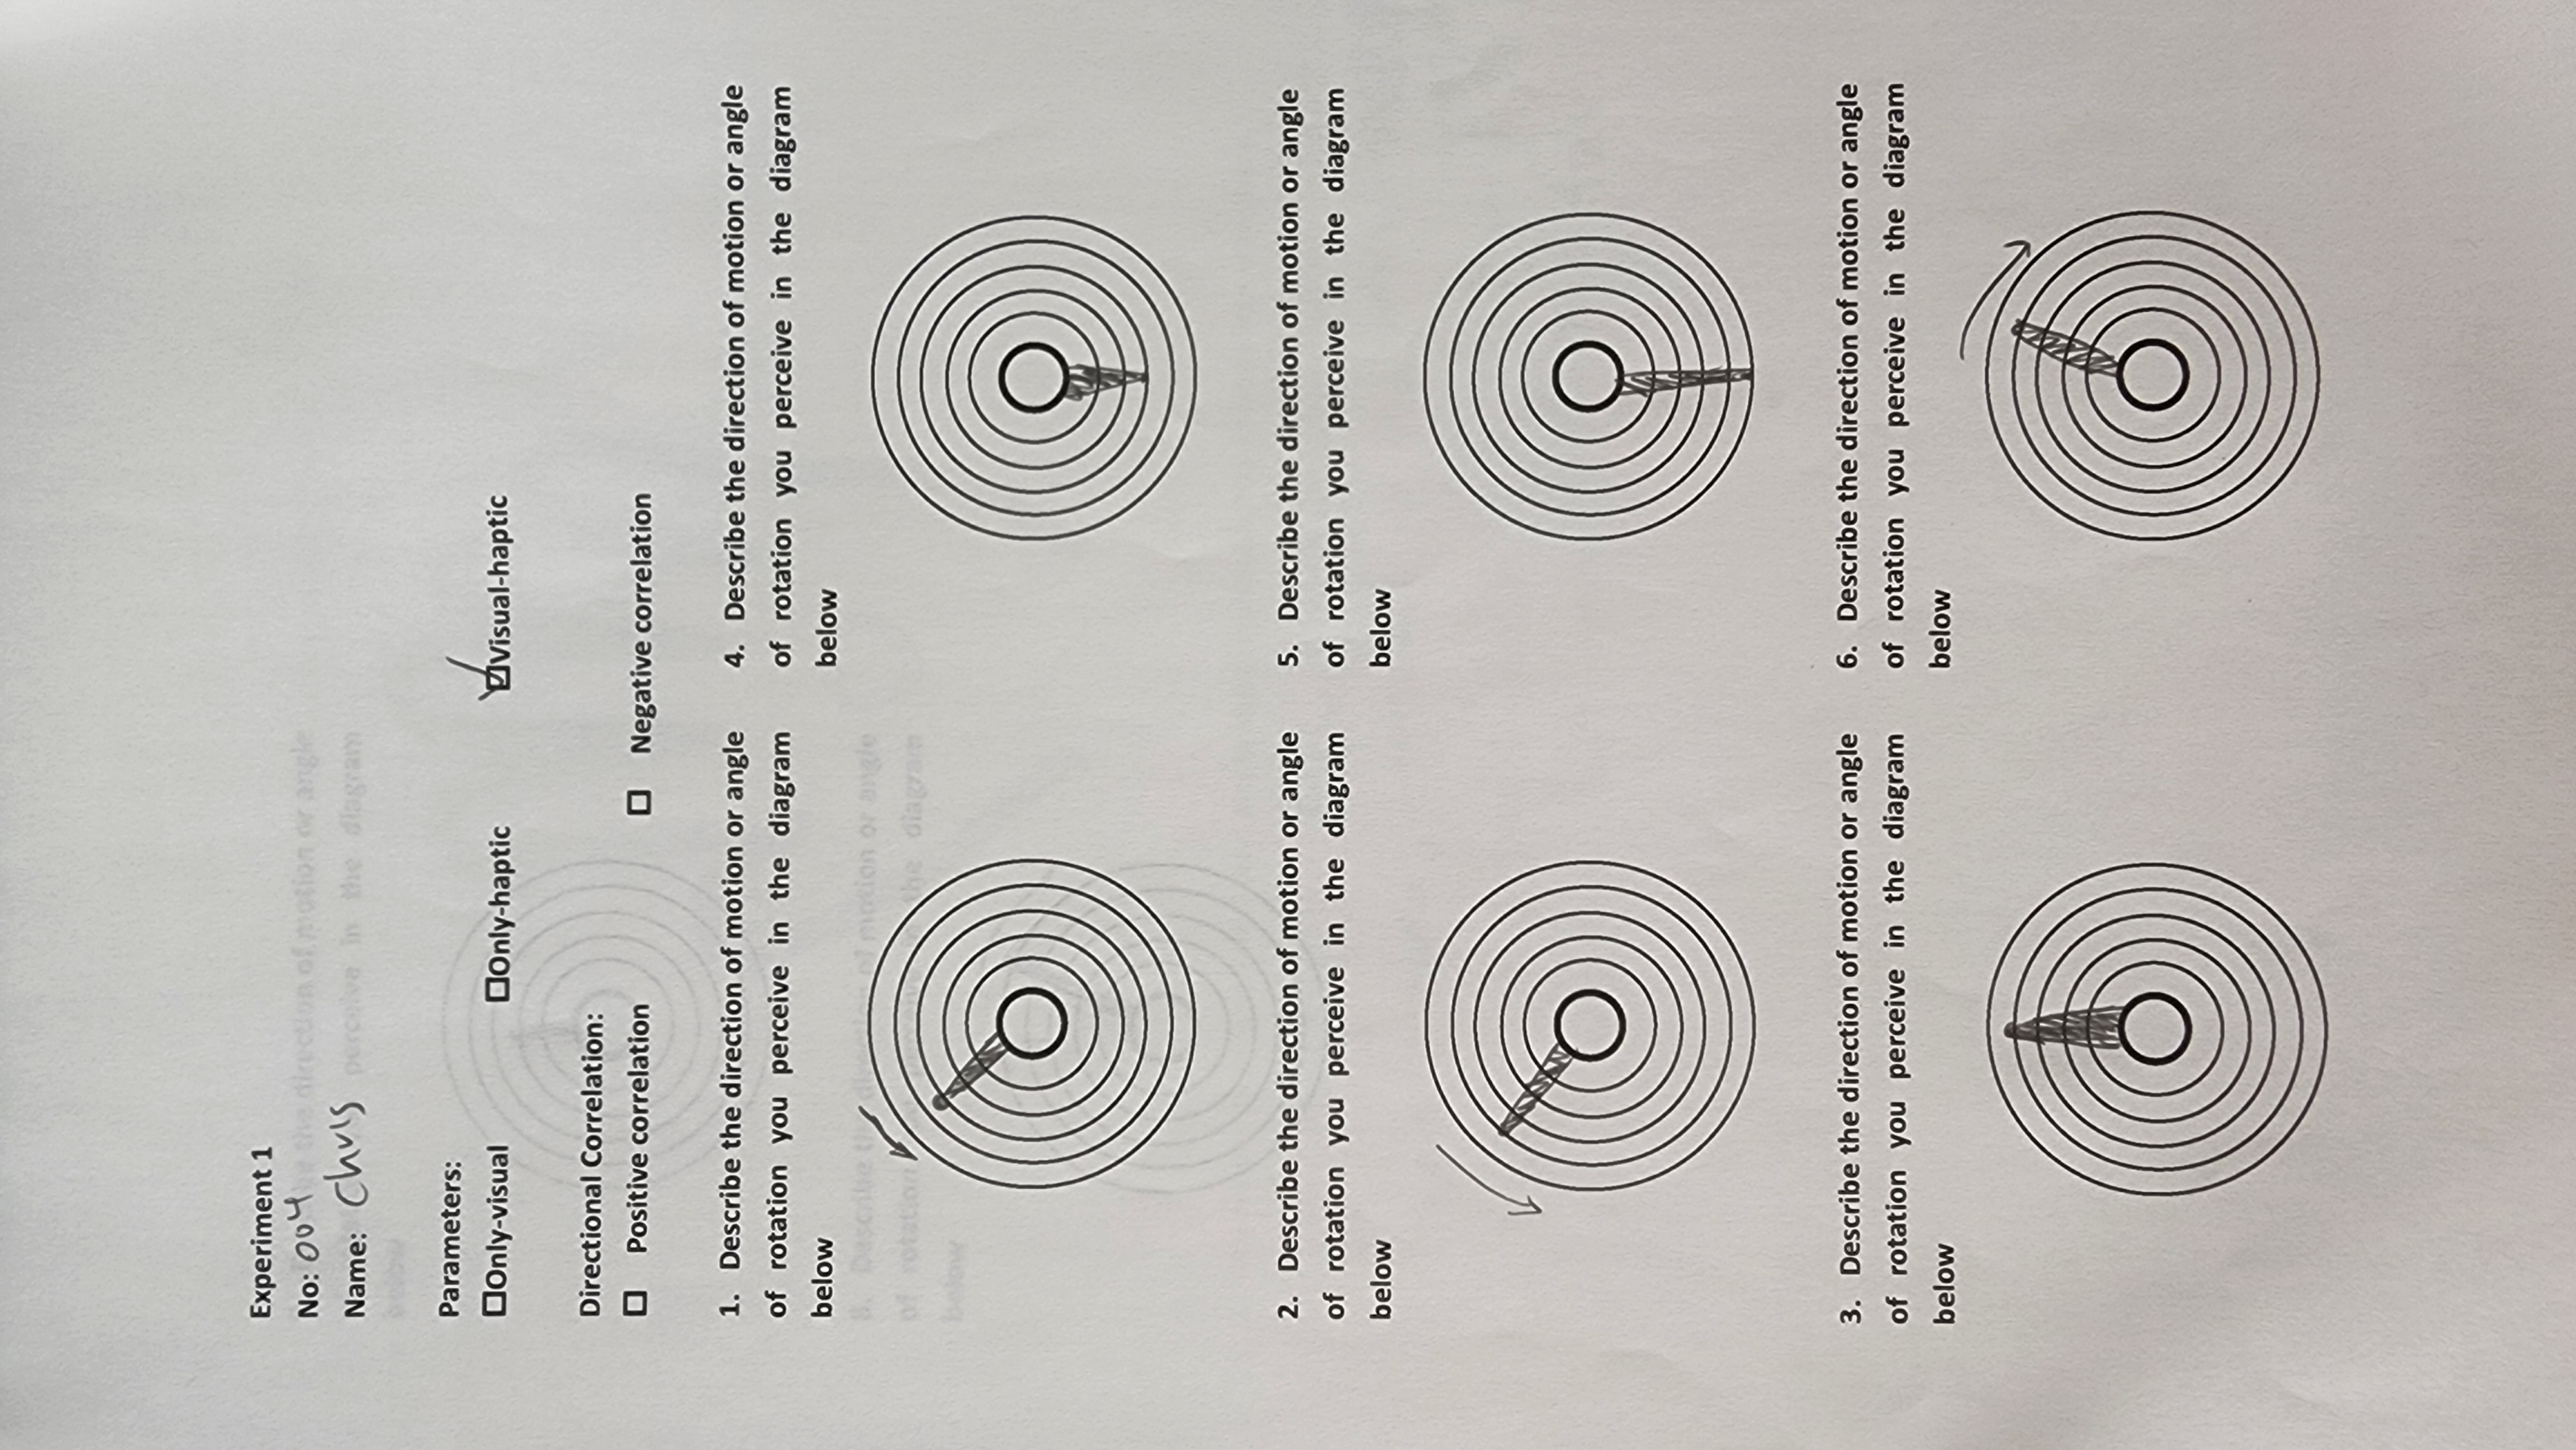 Experiment 1
No: 004
Name: Chris
Parameters:
Only-visual Only-haptic Visual-haptic
Directional Correlation:
Positive correlation Negative correlation
1. Describe the direction of motion or angle
of rotation you perceive in the diagram
below
2. Describe the direction of motion or angle
of rotation you perceive in the diagram
below
3. Describe the direction of motion or angle
of rotation you perceive in the diagram
below
4. Describe the direction of motion or angle
of rotation you perceive in the diagram
below
5. Describe the direction of motion or angle
of rotation you perceive in the diagram
below
6. Describe the direction of motion or angle
of rotation you perceive in the diagram
below